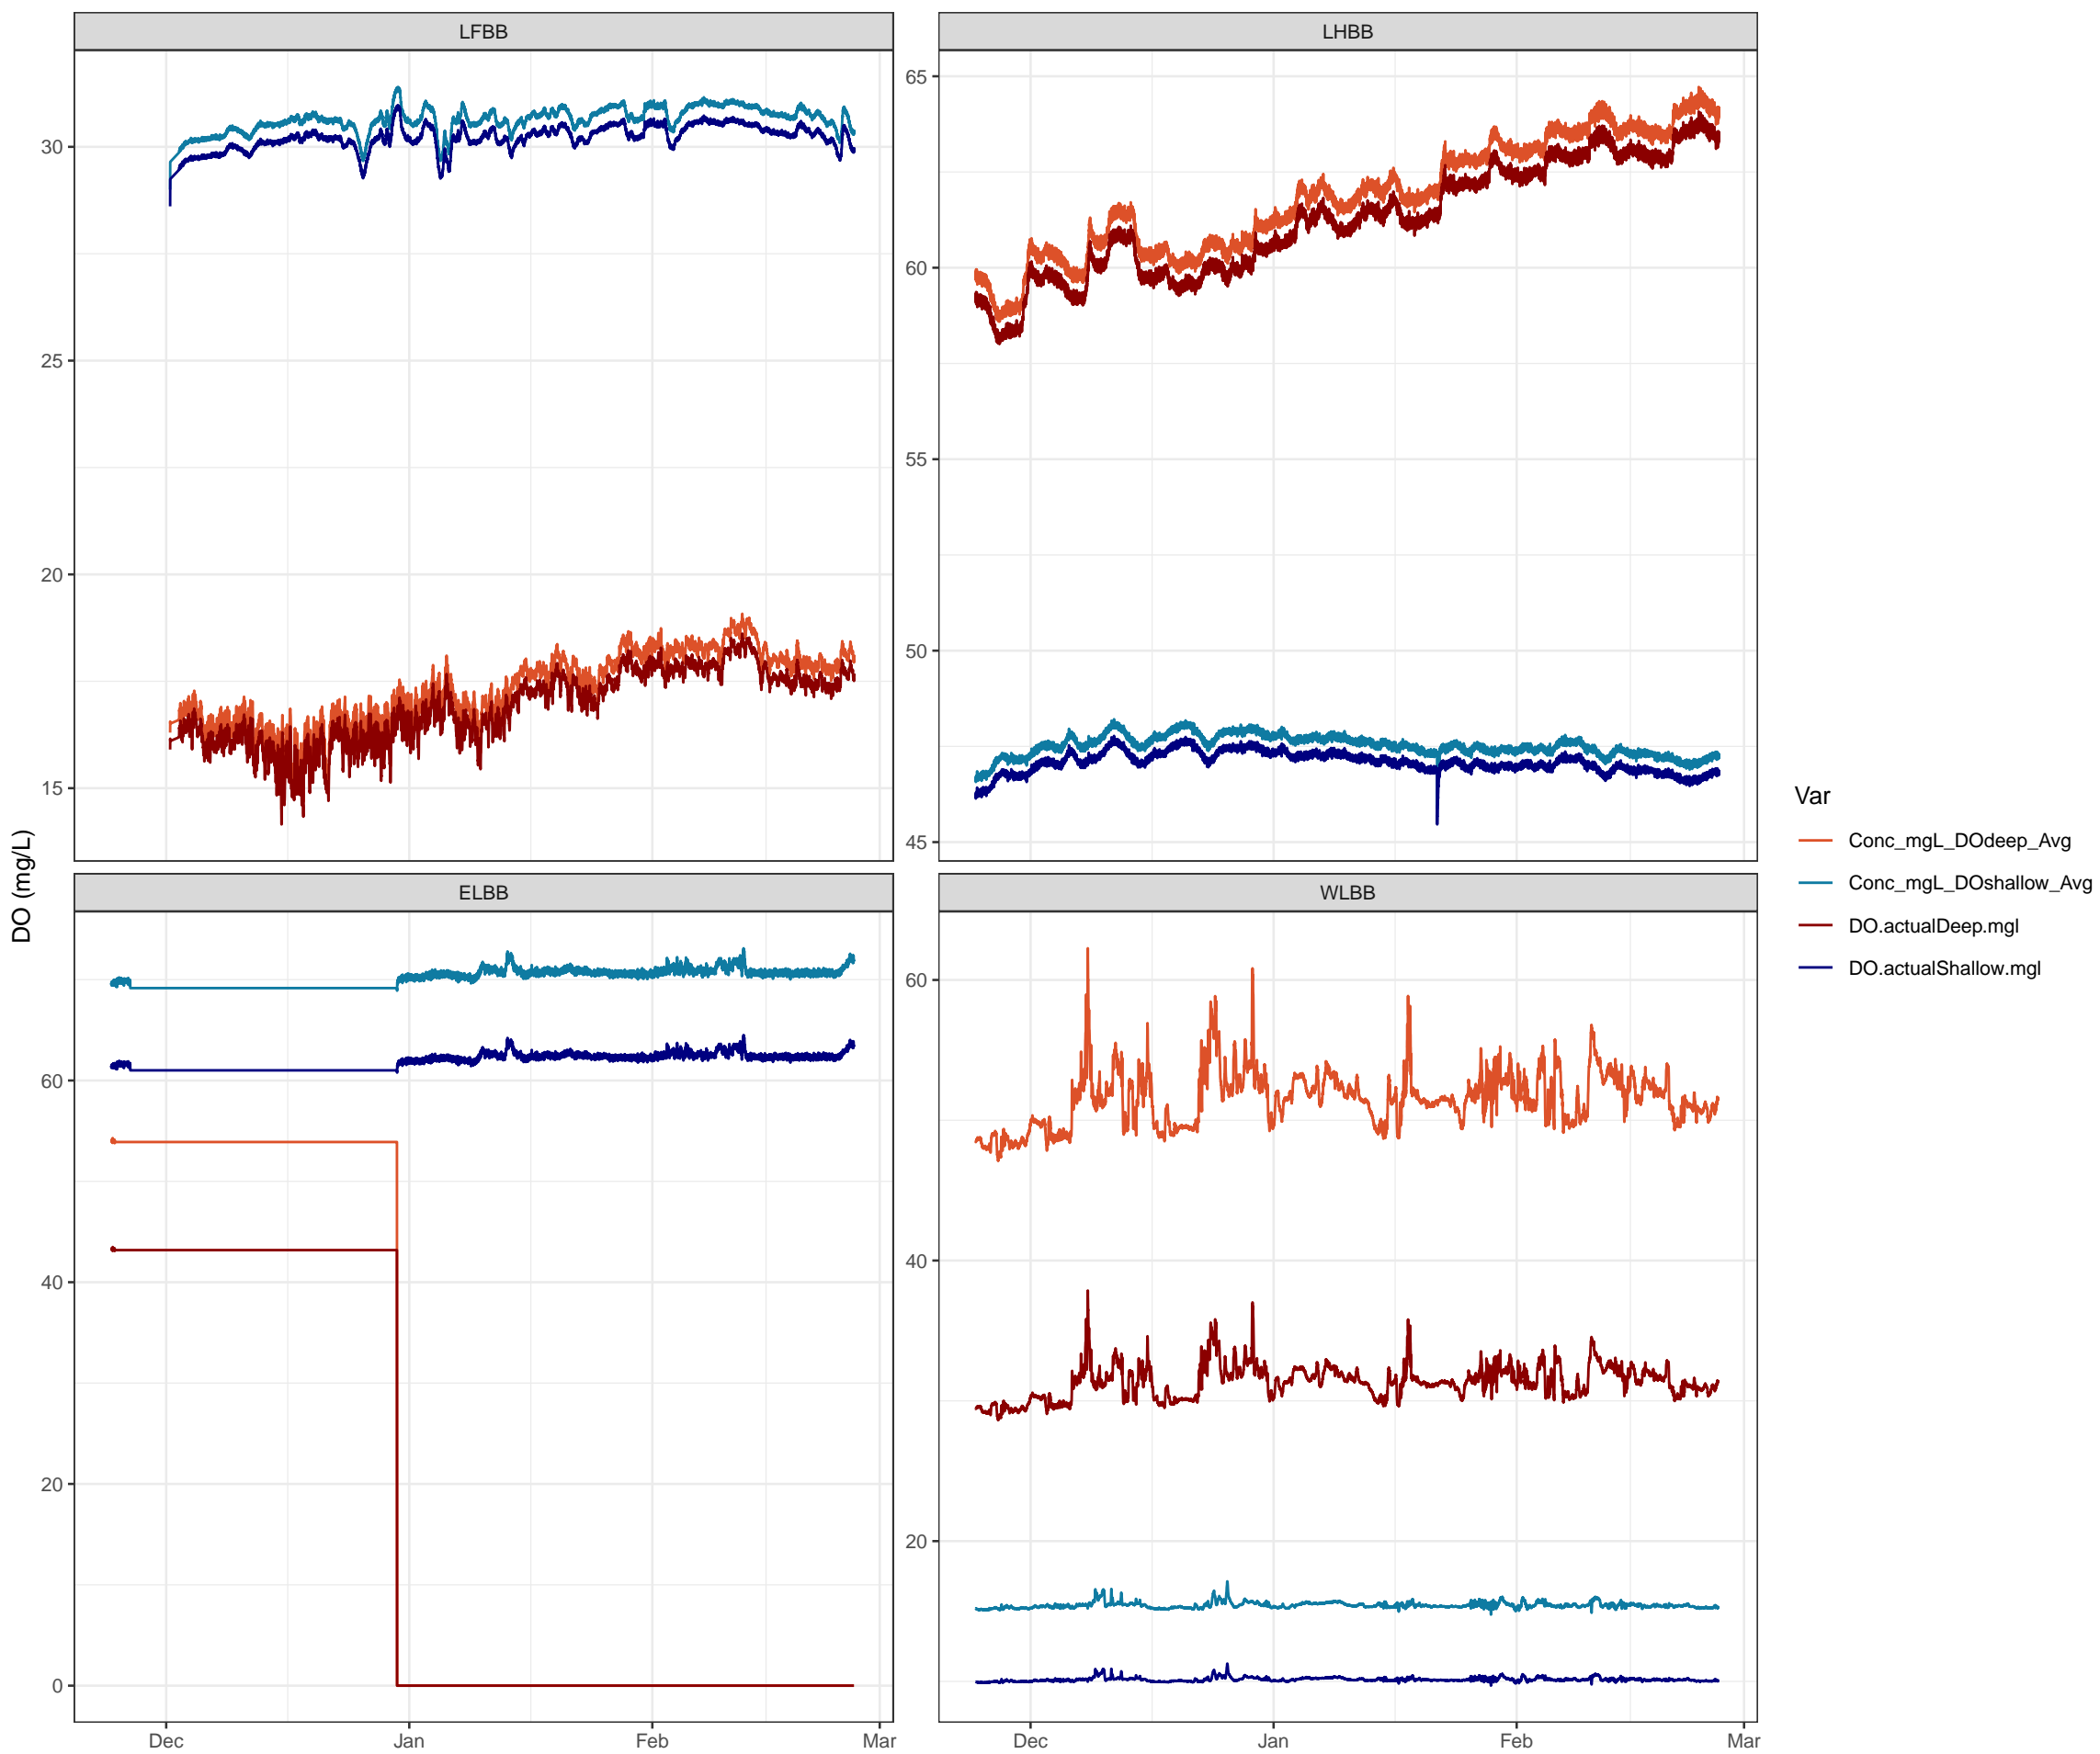 LFBB
LHBB
30
25
20
15
65
60
55
50
45
DO (mg/L)
ELBB
WLBB
60
40
20
0
60
40
20
Dec
Jan
Feb
Mar
Dec
Jan
Feb
Mar
Var
Conc_mgL_DOdeep_Avg
Conc_mgL_DOshallow_Avg
DO.actualDeep.mgl
DO.actualShallow.mgl